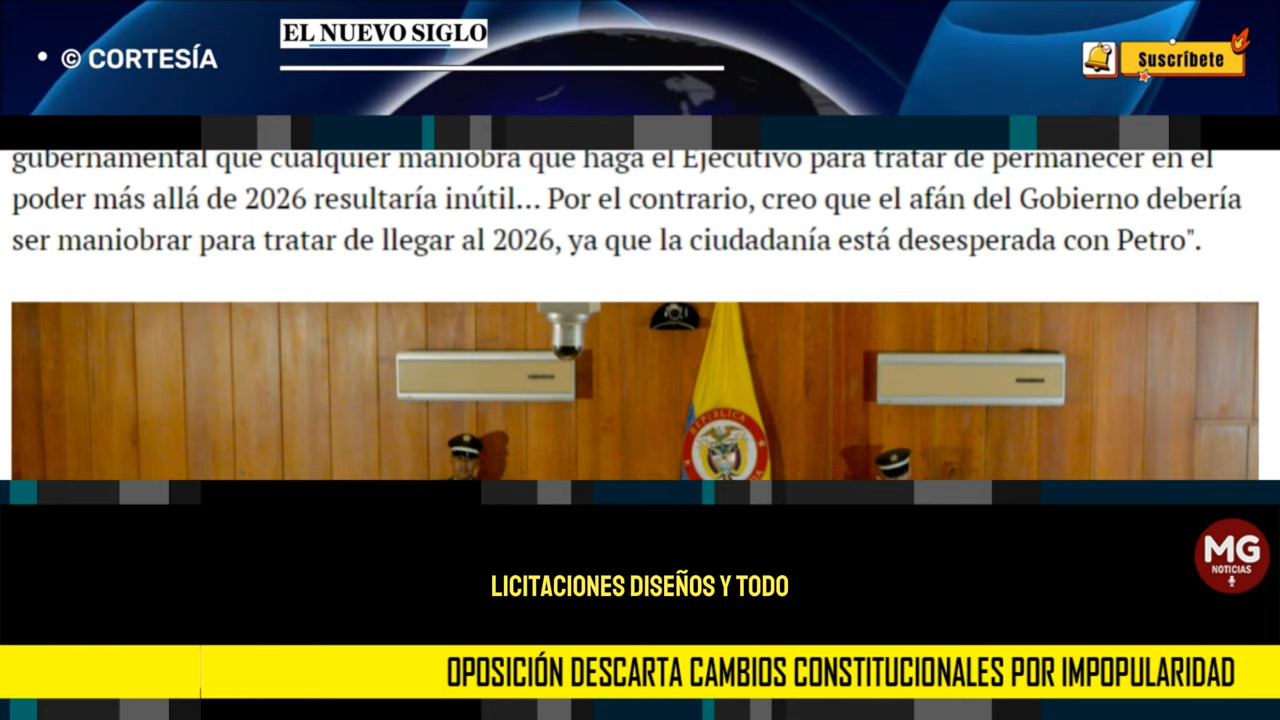 • © CORTESÍA
EL NUEVO SIGLO
Suscríbete
gubernamental que cualquier maniobra que haga el Ejecutivo para tratar de permanecer en el
poder más allá de 2026 resultaría inútil... Por el contrario, creo que el afán del Gobierno debería
ser maniobrar para tratar de llegar al 2026, ya que la ciudadanía está desesperada con Petro".
REPÚBLICA
MG
NOTICIAS
LICITACIONES DISEÑOS Y TODO
OPOSICIÓN DESCARTA CAMBIOS CONSTITUCIONALES POR IMPOPULARIDAD